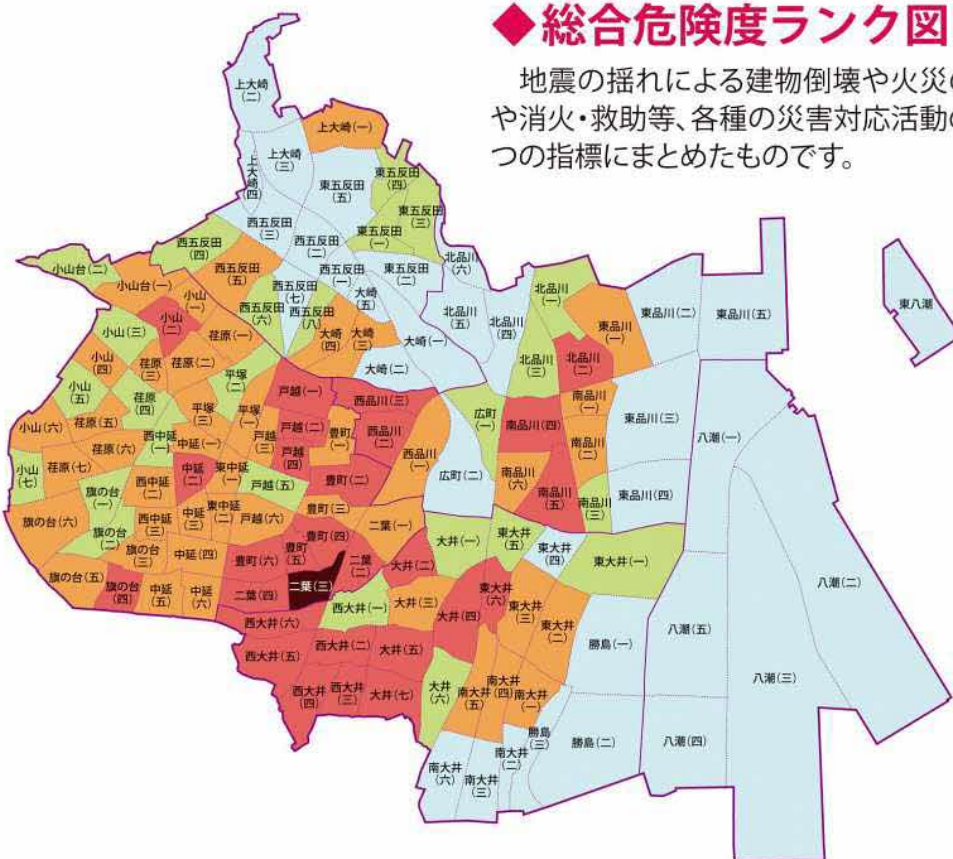 ◆総合危険度ランク図
地震の揺れによる建物倒壊や火災の
や消火・救助等、各種の災害対応活動の
つの指標にまとめたものです。
上大崎(二)
上大崎(一)
上大崎(三)
上大崎(四)
東五反田(四)
東五反田(五)
東五反田(三)
西五反田(三)
東五反田(一)
西五反田(四)
西五反田(二)
小山台(二)
西五反田(五)
西五反田(一)
東五反田(二)
北品川(六)
小山台(一)
西五反田(七)
大崎(五)
北品川(一)
東八潮
小山(一)
西五反田(六)
西五反田(八)
北品川(五)
北品川(四)
東品川(一)
東品川(二)
東品川(五)
小山(二)
小山(三)
荏原(一)
大崎(四)
大崎(三)
大崎(一)
小山(四)
荏原(三)
荏原(二)
大崎(二)
北品川(三)
北品川(二)
小山(五)
平塚(二)
荏原(四)
戸越(一)
西品川(三)
広町(一)
南品川(一)
東品川(三)
小山(六)
荏原(五)
平塚(三)
平塚(一)
戸越(二)
豊町(一)
西品川(二)
南品川(四)
八潮(一)
荏原(六)
西中延(一)
中延(一)
戸越(三)
戸越(四)
西品川(一)
南品川(二)
小山(七)
荏原(七)
西中延(二)
中延(二)
東中延(一)
戸越(五)
豊町(二)
広町(二)
南品川(六)
南品川(五)
南品川(三)
東品川(四)
旗の台(一)
旗の台(六)
旗の台(二)
西中延(三)
中延(三)
東中延(二)
戸越(六)
豊町(三)
二葉(一)
旗の台(三)
中延(四)
豊町(四)
大井(一)
東大井(五)
東大井(四)
東大井(一)
豊町(六)
豊町(五)
二葉(二)
大井(二)
旗の台(五)
旗の台(四)
中延(五)
中延(六)
二葉(四)
二葉(三)
西大井(一)
大井(三)
大井(四)
東大井(六)
東大井(三)
東大井(二)
八潮(二)
西大井(六)
西大井(五)
西大井(二)
大井(五)
勝島(一)
八潮(五)
西大井(四)
西大井(三)
大井(七)
大井(六)
南大井(五)
南大井(四)
南大井(一)
八潮(三)
勝島(三)
勝島(二)
八潮(四)
南大井(六)
南大井(三)
南大井(二)